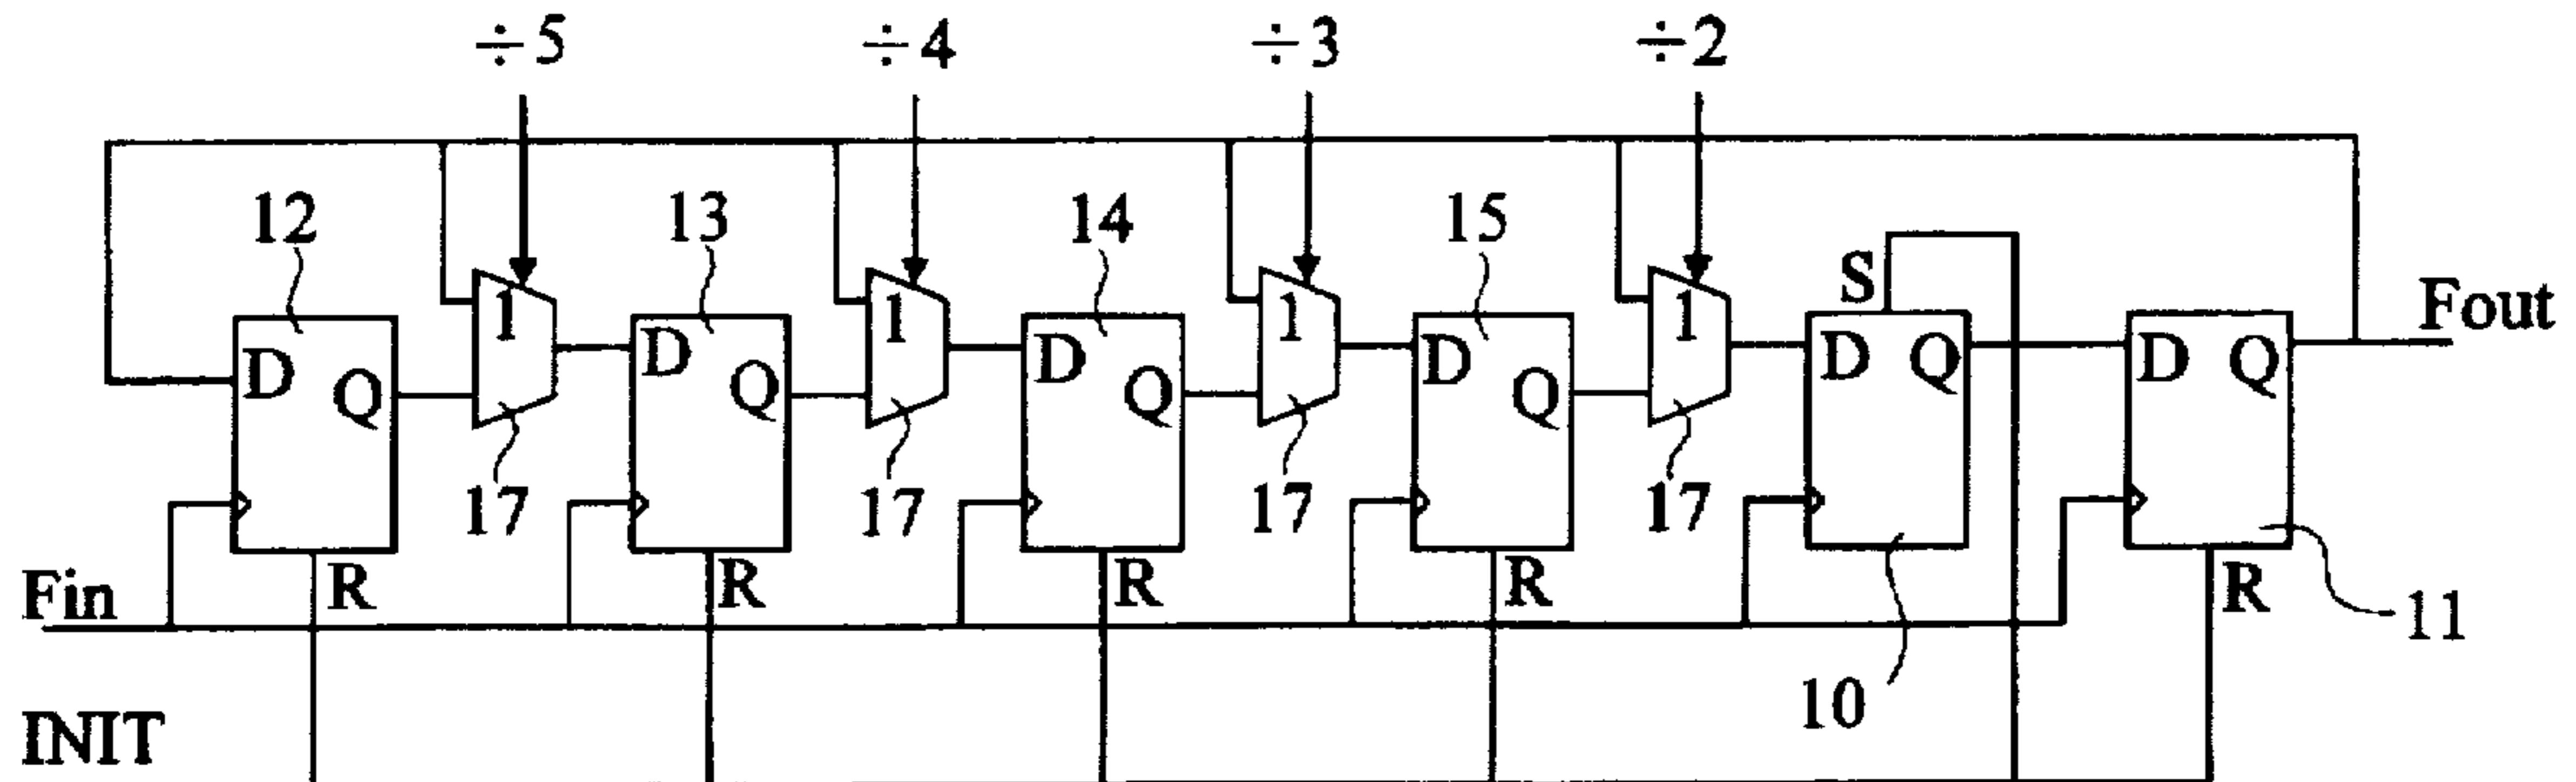 ÷5 ÷4 ÷3 ÷2
12 13 14 15
S
Fout
1 1 1 1
D Q D Q D Q D Q D Q D Q
17 17 17 17
R R R R R
Fin
11
10
INIT